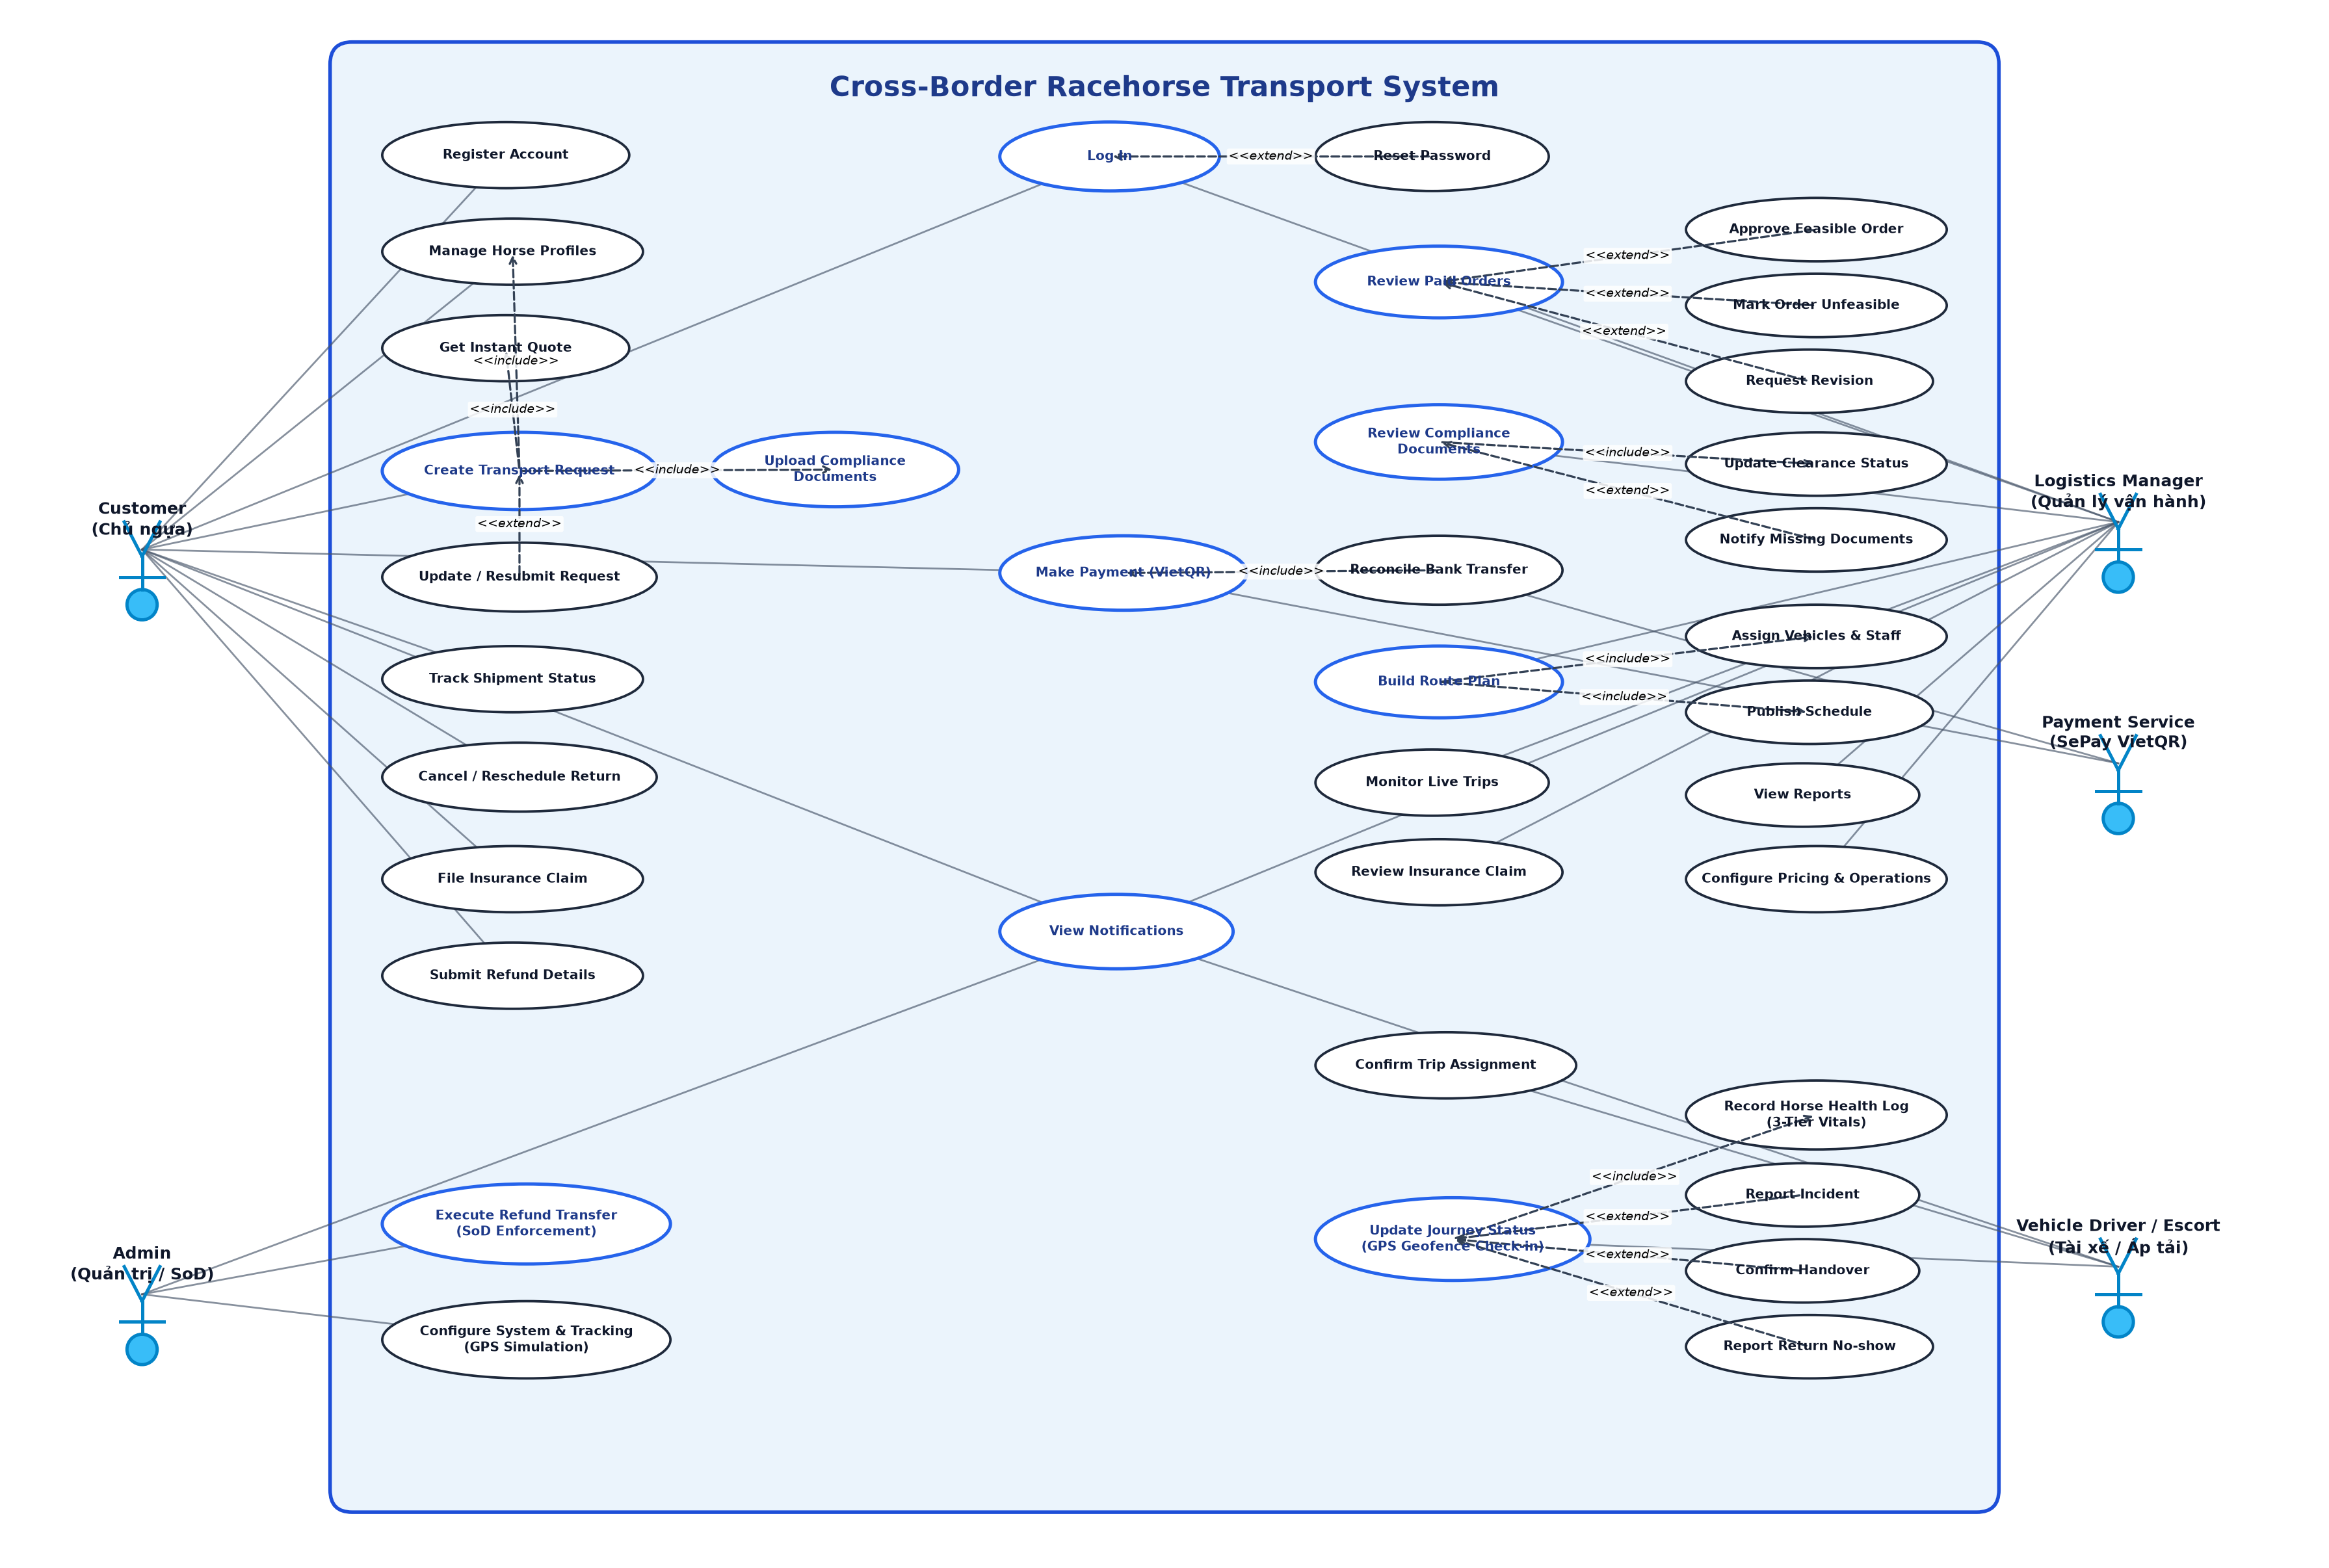 Cross-Border Racehorse Transport System
Register Account
Log In
<<extend>>
Reset Password
Manage Horse Profiles
Approve Feasible Order
<<extend>>
Review Paid Orders
<<extend>>
Mark Order Unfeasible
<<extend>>
Get Instant Quote
<<include>>
Request Revision
<<include>>
Create Transport Request
<<include>>
Upload Compliance
Documents
Review Compliance
Documents
<<include>>
Update Clearance Status
<<extend>>
Notify Missing Documents
<<extend>>
Customer
(Chủ ngựa)
Logistics Manager
(Quản lý vận hành)
Update / Resubmit Request
Make Payment (VietQR)
<<include>>
Reconcile Bank Transfer
Assign Vehicles & Staff
<<include>>
Build Route Plan
<<include>>
Publish Schedule
Track Shipment Status
Payment Service
(SePay VietQR)
Cancel / Reschedule Return
Monitor Live Trips
View Reports
File Insurance Claim
Review Insurance Claim
Configure Pricing & Operations
View Notifications
Submit Refund Details
Confirm Trip Assignment
Record Horse Health Log
(3-Tier Vitals)
<<include>>
Report Incident
<<extend>>
Execute Refund Transfer
(SoD Enforcement)
Update Journey Status
(GPS Geofence Check-in)
<<extend>>
Confirm Handover
<<extend>>
Vehicle Driver / Escort
(Tài xế / Áp tải)
Admin
(Quản trị / SoD)
Configure System & Tracking
(GPS Simulation)
Report Return No-show